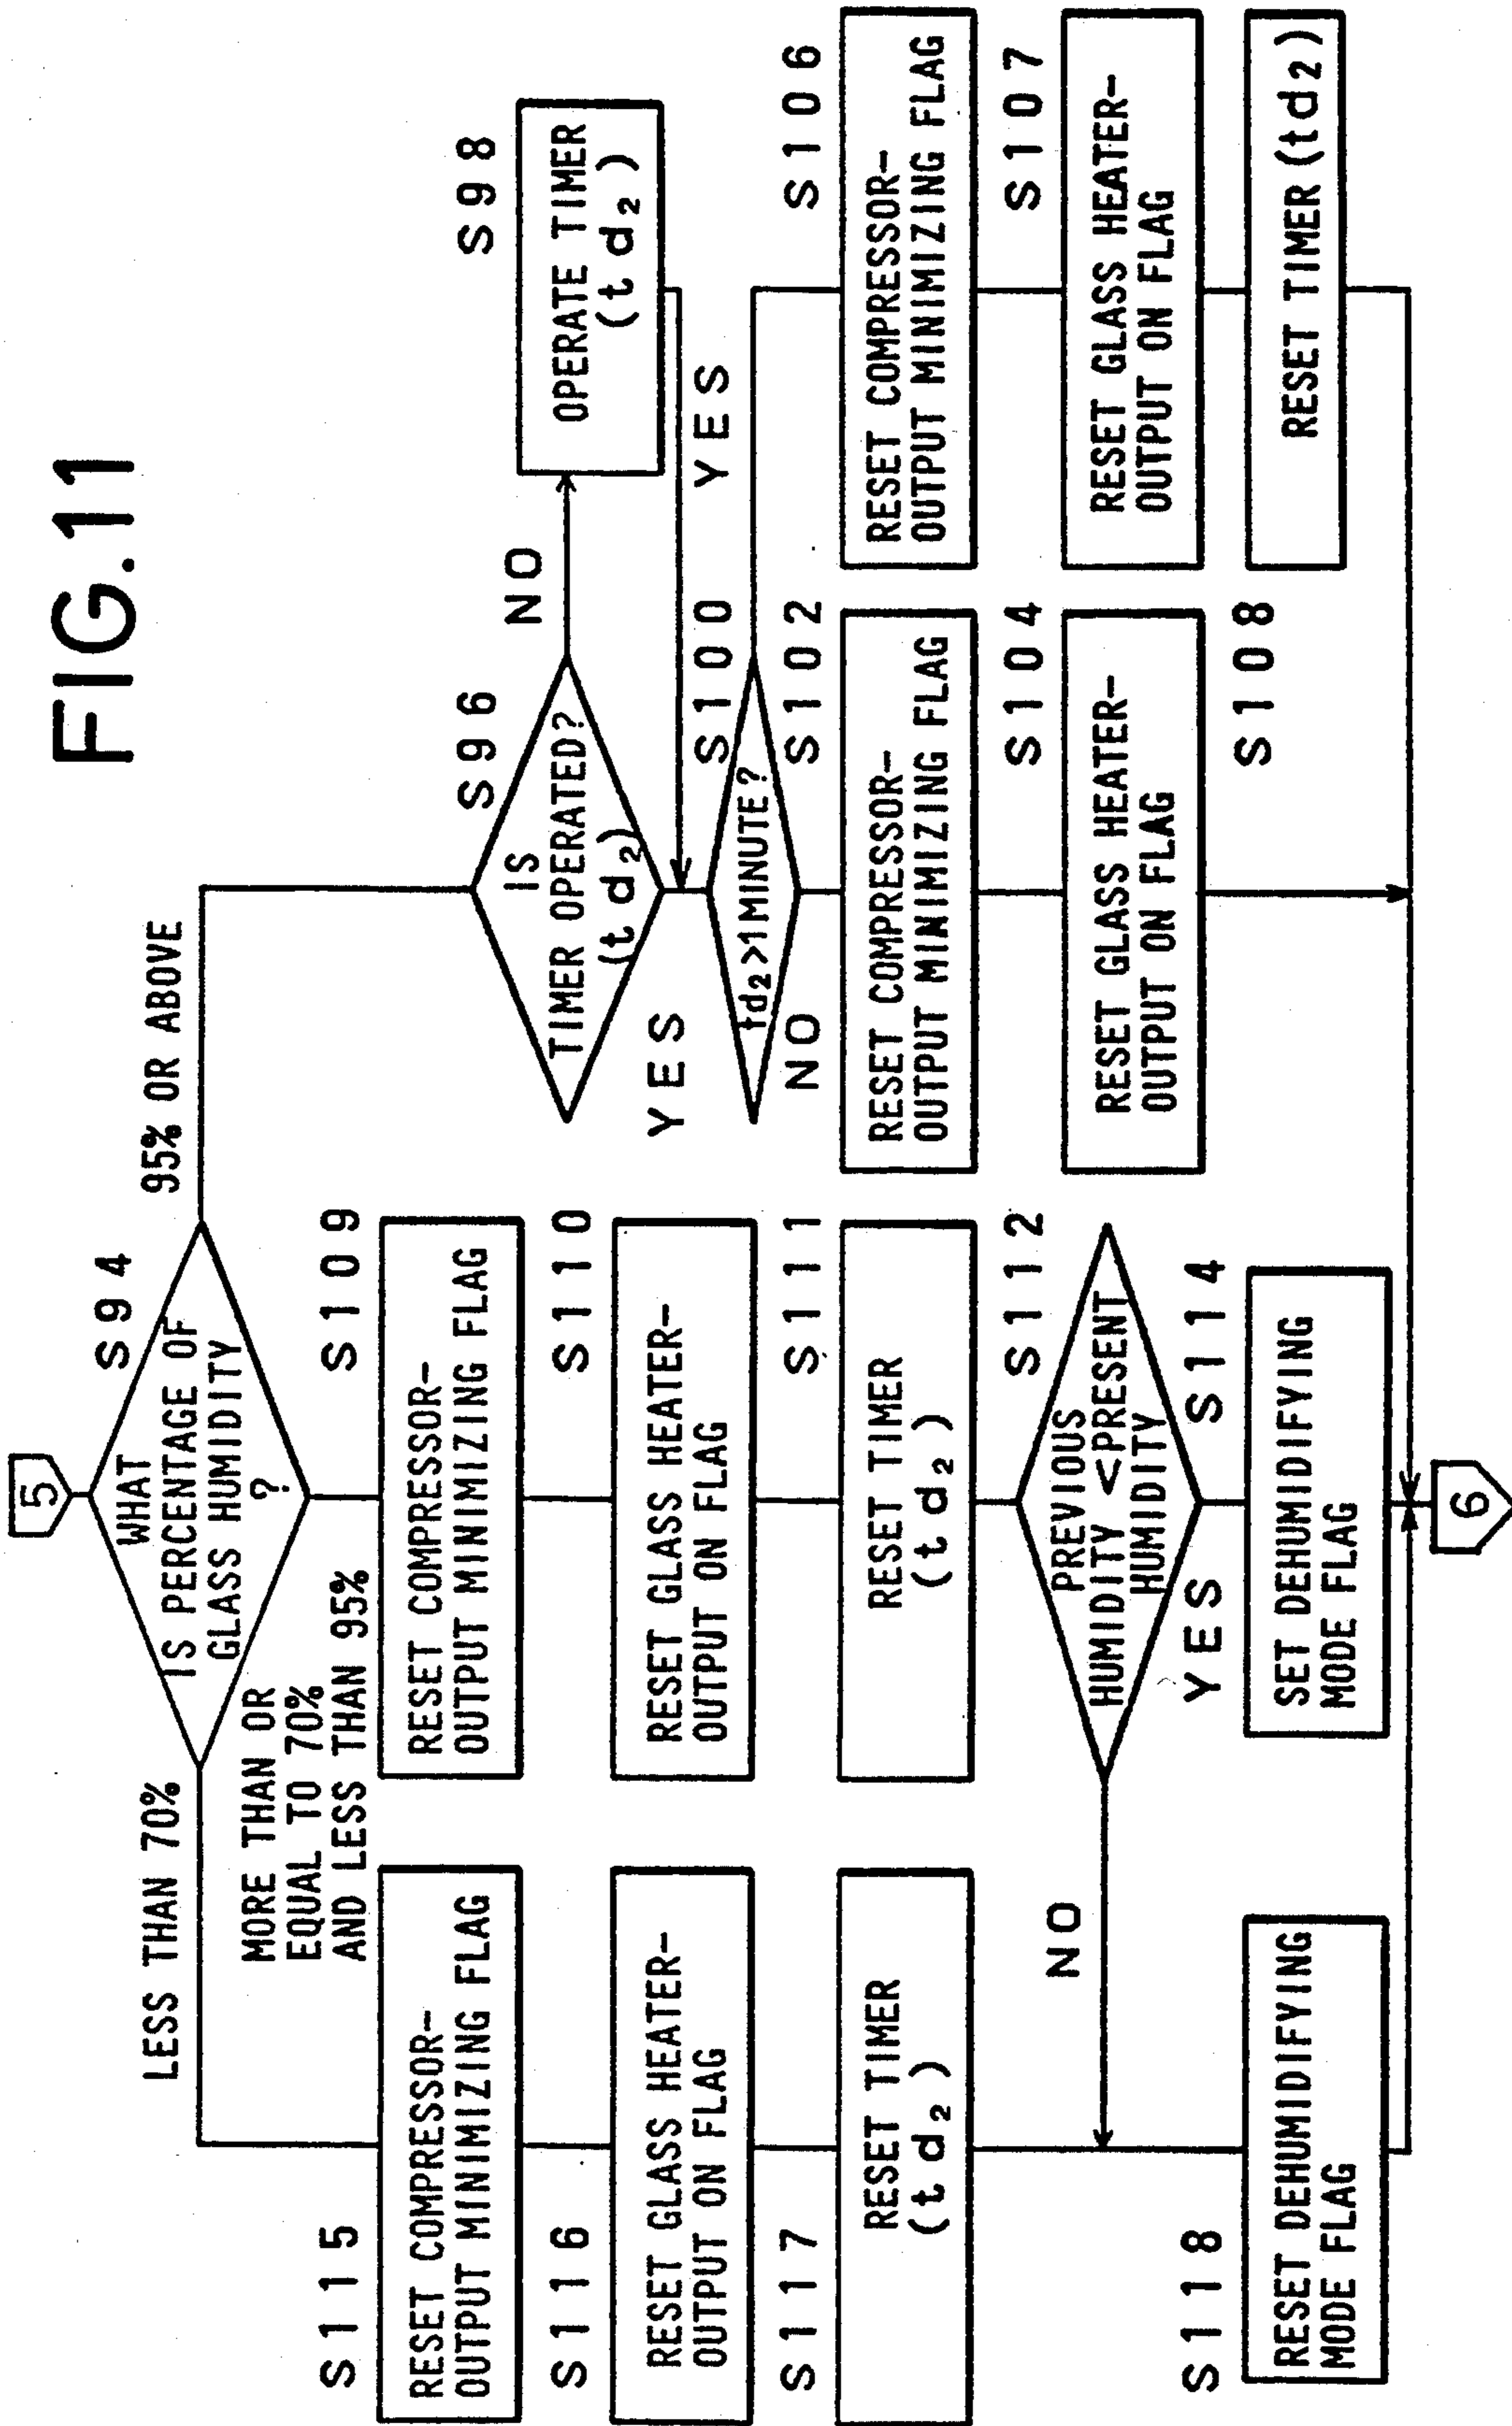 FIG.11
5
S94
WHAT
IS PERCENTAGE OF
GLASS HUMIDITY
?
LESS THAN 70%
MORE THAN OR
EQUAL TO 70%
AND LESS THAN 95%
95% OR ABOVE
S115
RESET COMPRESSOR-
OUTPUT MINIMIZING FLAG
S116
RESET GLASS HEATER-
OUTPUT ON FLAG
S117
RESET TIMER
(td2)
S118
RESET DEHUMIDIFYING
MODE FLAG
S109
RESET COMPRESSOR-
OUTPUT MINIMIZING FLAG
S110
RESET GLASS HEATER-
OUTPUT ON FLAG
S111
RESET TIMER
(td2)
S112
PREVIOUS
HUMIDITY <PRESENT
HUMIDITY
NO
YES
S114
SET DEHUMIDIFYING
MODE FLAG
S96
IS
TIMER OPERATED?
(td2)
NO
YES
S98
OPERATE TIMER
(td2)
S100
td2>1MINUTE?
YES
NO
S102
RESET COMPRESSOR-
OUTPUT MINIMIZING FLAG
S104
RESET GLASS HEATER-
OUTPUT ON FLAG
S106
RESET COMPRESSOR-
OUTPUT MINIMIZING FLAG
S107
RESET GLASS HEATER-
OUTPUT ON FLAG
S108
RESET TIMER (td2)
6